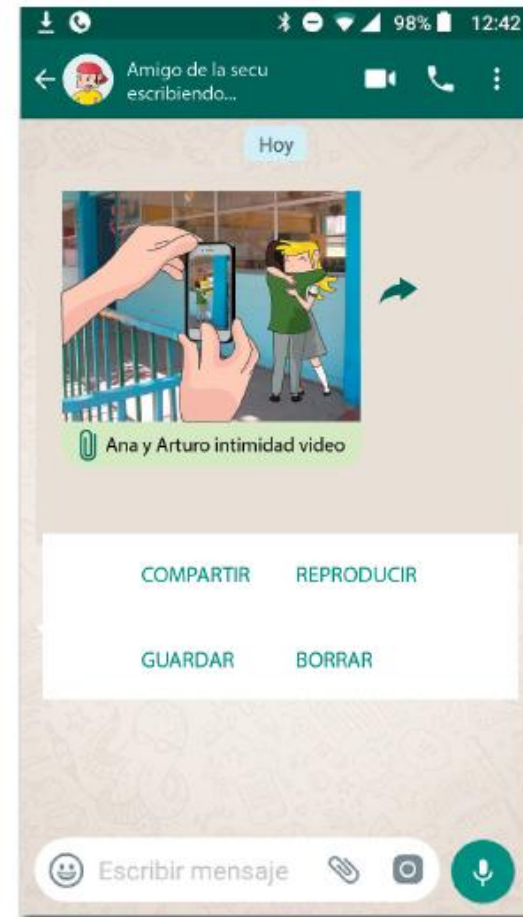 98% 12:42
Amigo de la secu
escribiendo...
Hoy
Ana y Arturo intimidad video
COMPARTIR REPRODUCIR
GUARDAR BORRAR
Escribir mensaje